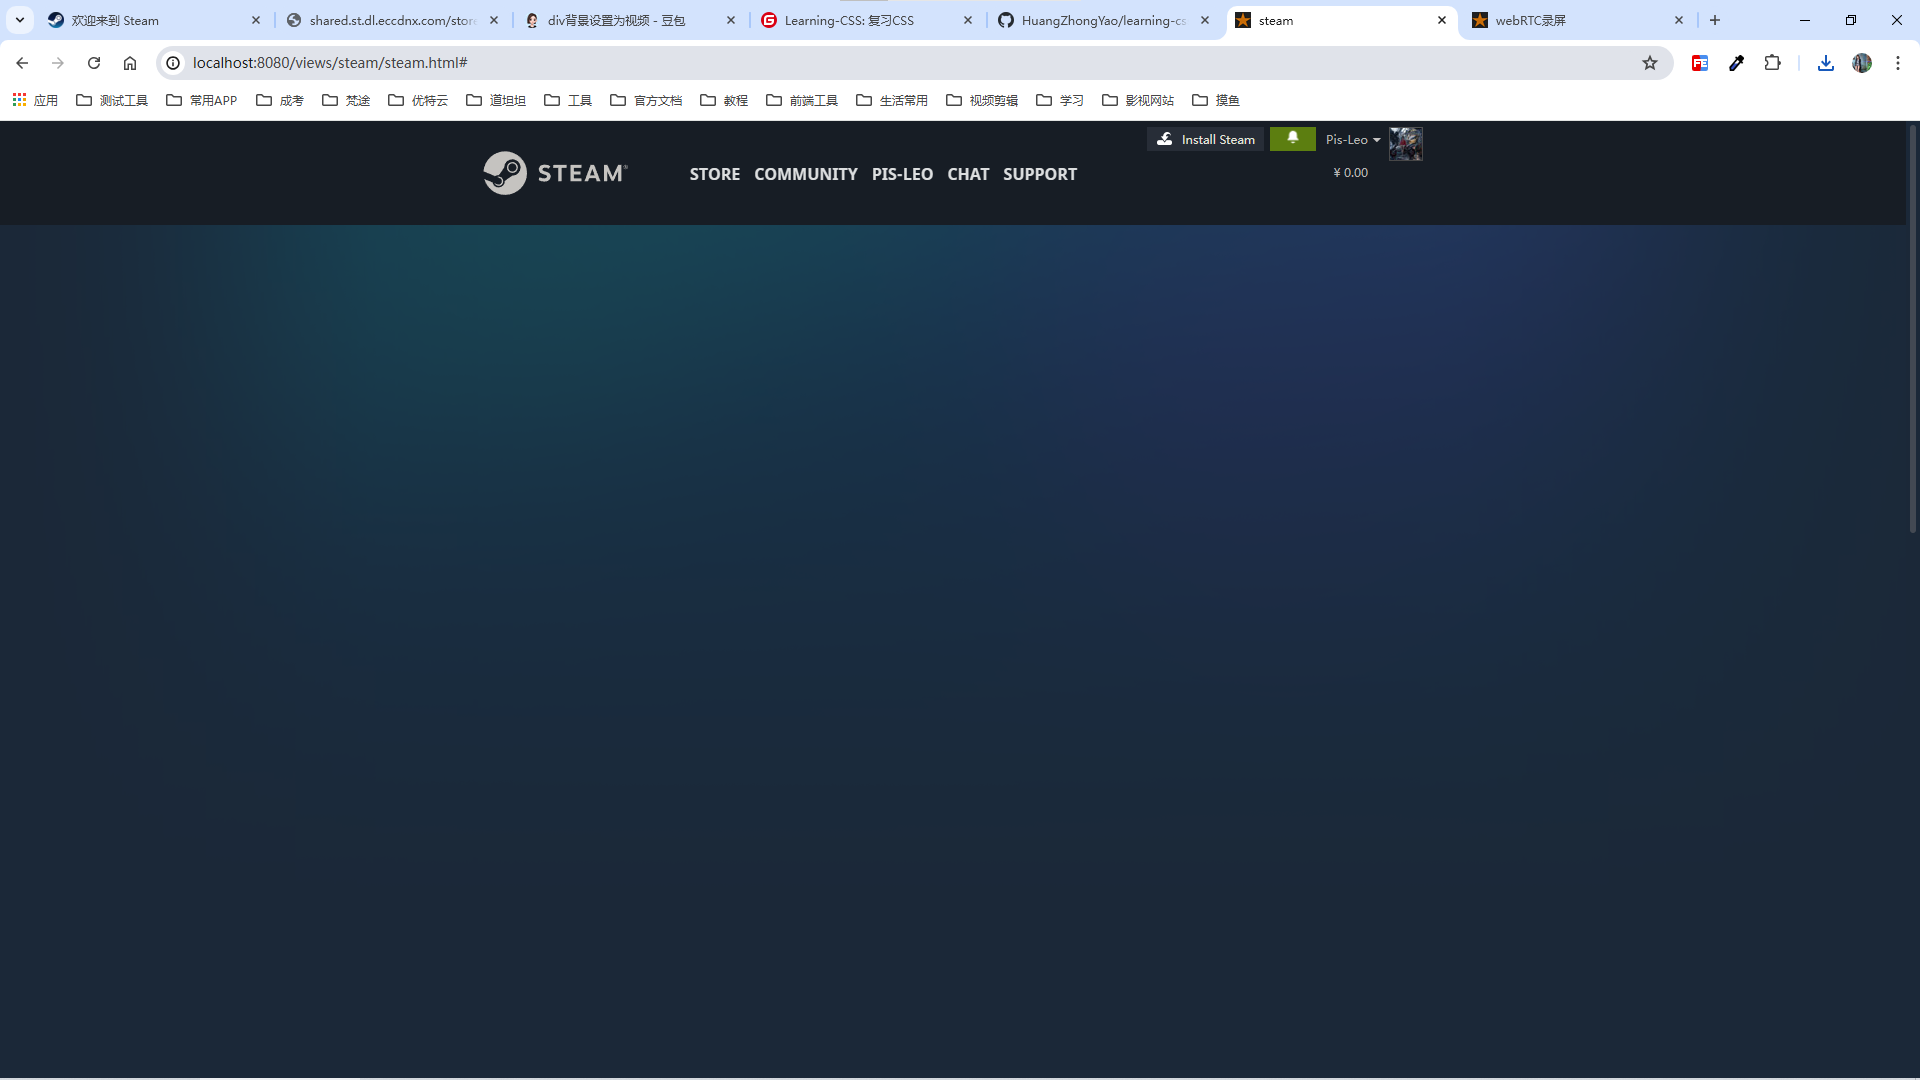 欢迎来到 Steam
shared.st.dl.eccdnx.com/store
div背景设置为视频 - 豆包
Learning-CSS: 复习CSS
HuangZhongYao/learning-cs
steam
webRTC录屏
localhost:8080/views/steam/steam.html#
应用
测试工具
常用APP
成考
梵途
优特云
道坦坦
工具
官方文档
教程
前端工具
生活常用
视频剪辑
学习
影视网站
摸鱼
Install Steam
Pis-Leo
STEAM®
STORE COMMUNITY PIS-LEO CHAT SUPPORT
¥ 0.00